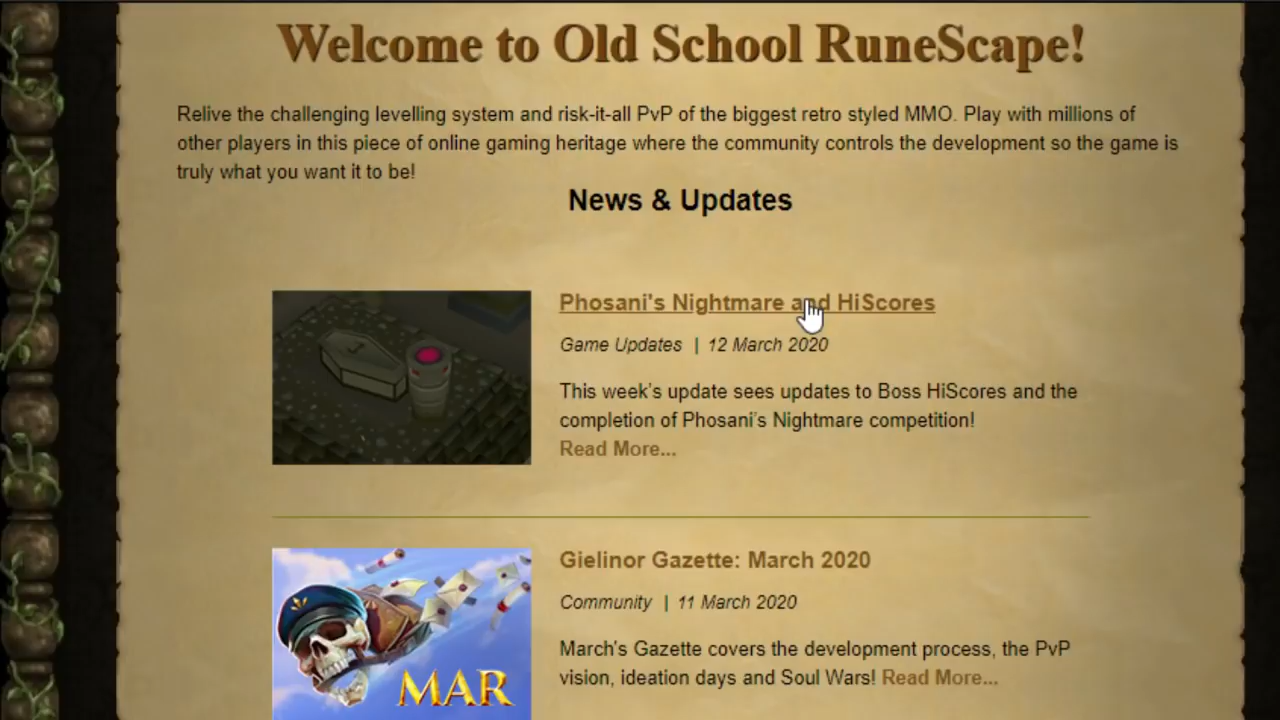 Welcome to Old School RuneScape!
Relive the challenging levelling system and risk-it-all PvP of the biggest retro styled MMO. Play with millions of
other players in this piece of online gaming heritage where the community controls the development so the game is
truly what you want it to be!
News & Updates
Phosani's Nightmare and HiScores
Game Updates | 12 March 2020
This week's update sees updates to Boss HiScores and the
completion of Phosani's Nightmare competition!
Read More...
Gielinor Gazette: March 2020
Community | 11 March 2020
March's Gazette covers the development process, the PvP
vision, ideation days and Soul Wars! Read More...
MAR